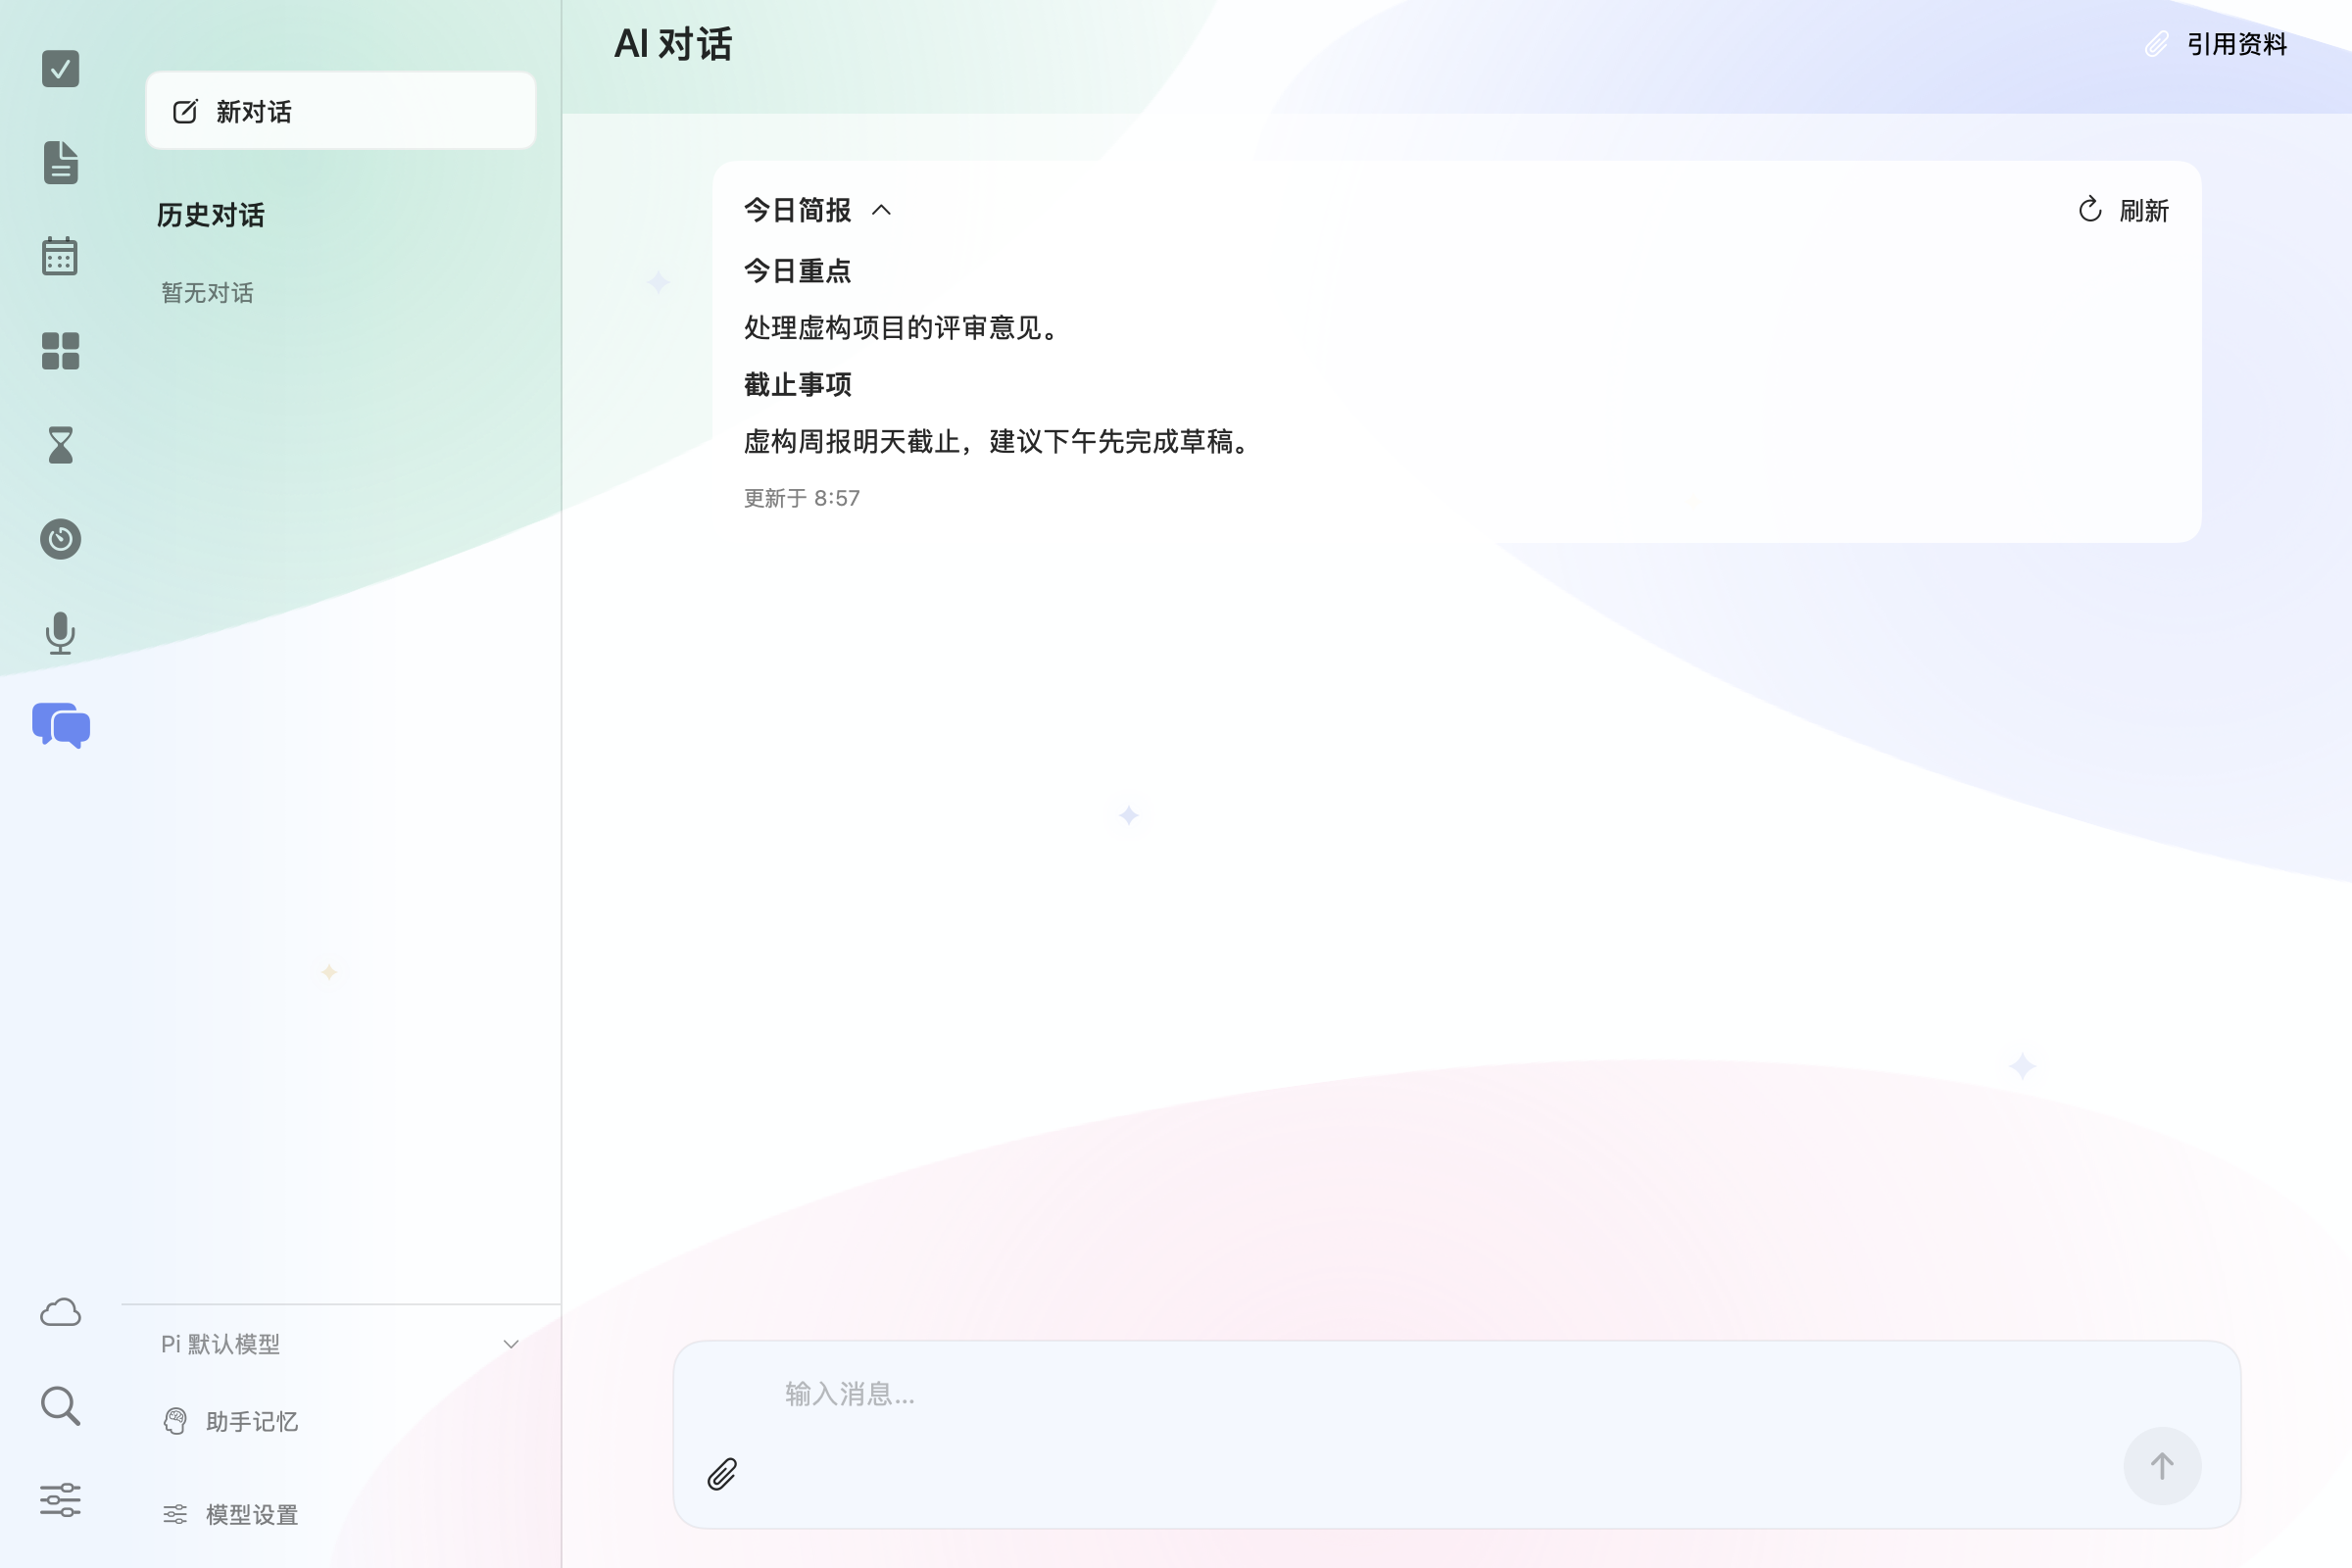 AI 对话
引用资料
新对话
历史对话
暂无对话
今日简报
刷新
今日重点
处理虚构项目的评审意见。
截止事项
虚构周报明天截止，建议下午先完成草稿。
更新于 8:57
Pi 默认模型
助手记忆
模型设置
输入消息...